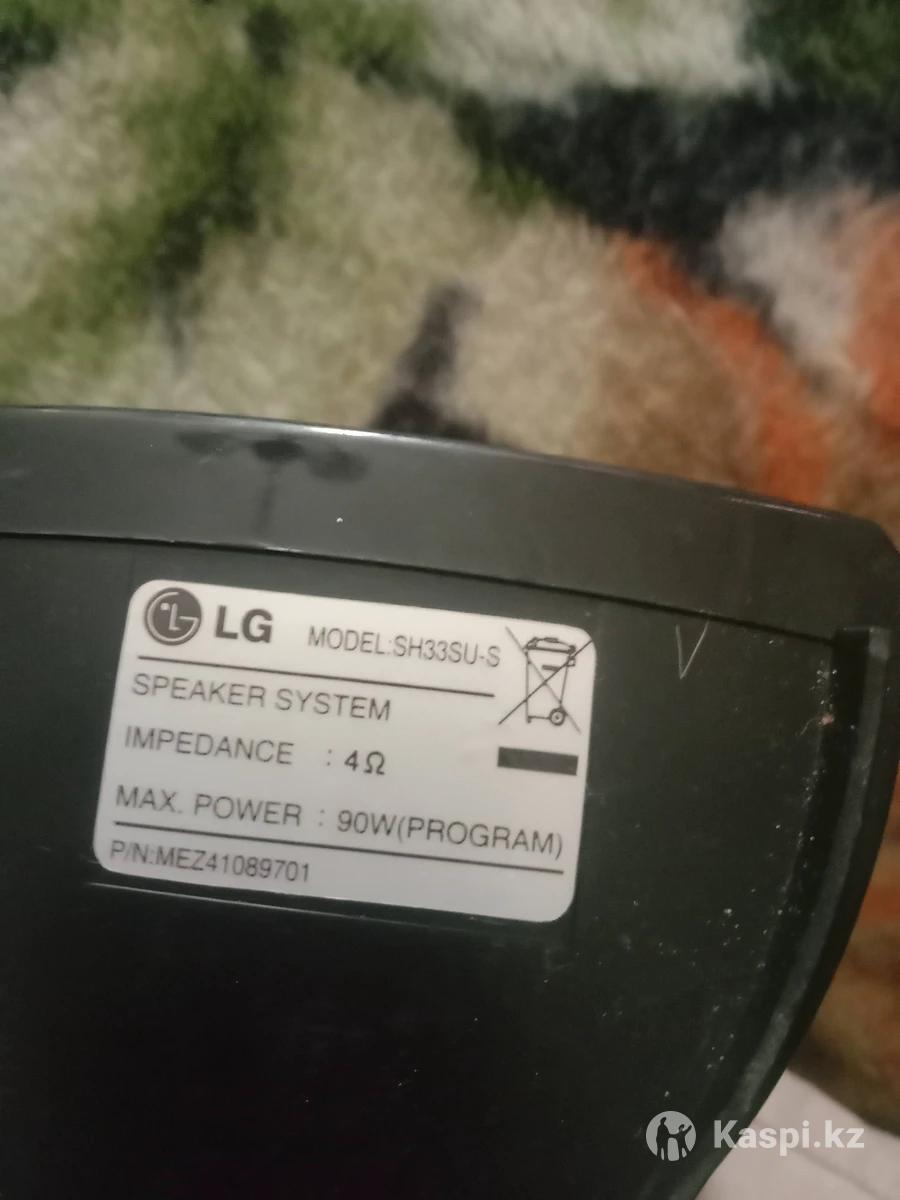 LG MODEL:SH33SU-S
SPEAKER SYSTEM
IMPEDANCE : 4Ω
MAX. POWER : 90W(PROGRAM)
P/N:MEZ41089701
Kaspi.kz